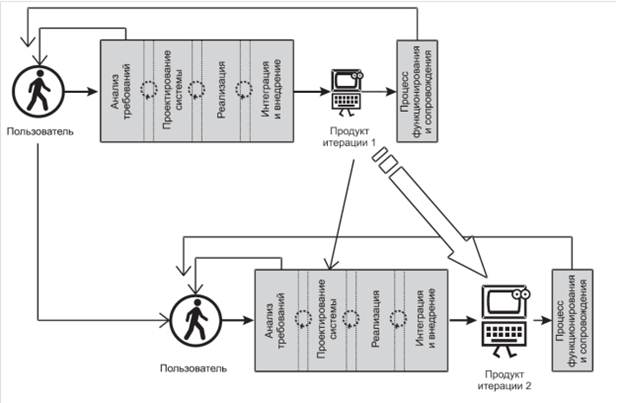 Пользователь
Анализ
требований
Проектирование
системы
Реализация
Интеграция
и внедрение
Продукт
итерации 1
Процесс
функционирования
и сопровождения
Пользователь
Анализ
требований
Проектирование
системы
Реализация
Интеграция
и внедрение
Продукт
итерации 2
Процесс
функционирования
и сопровождения